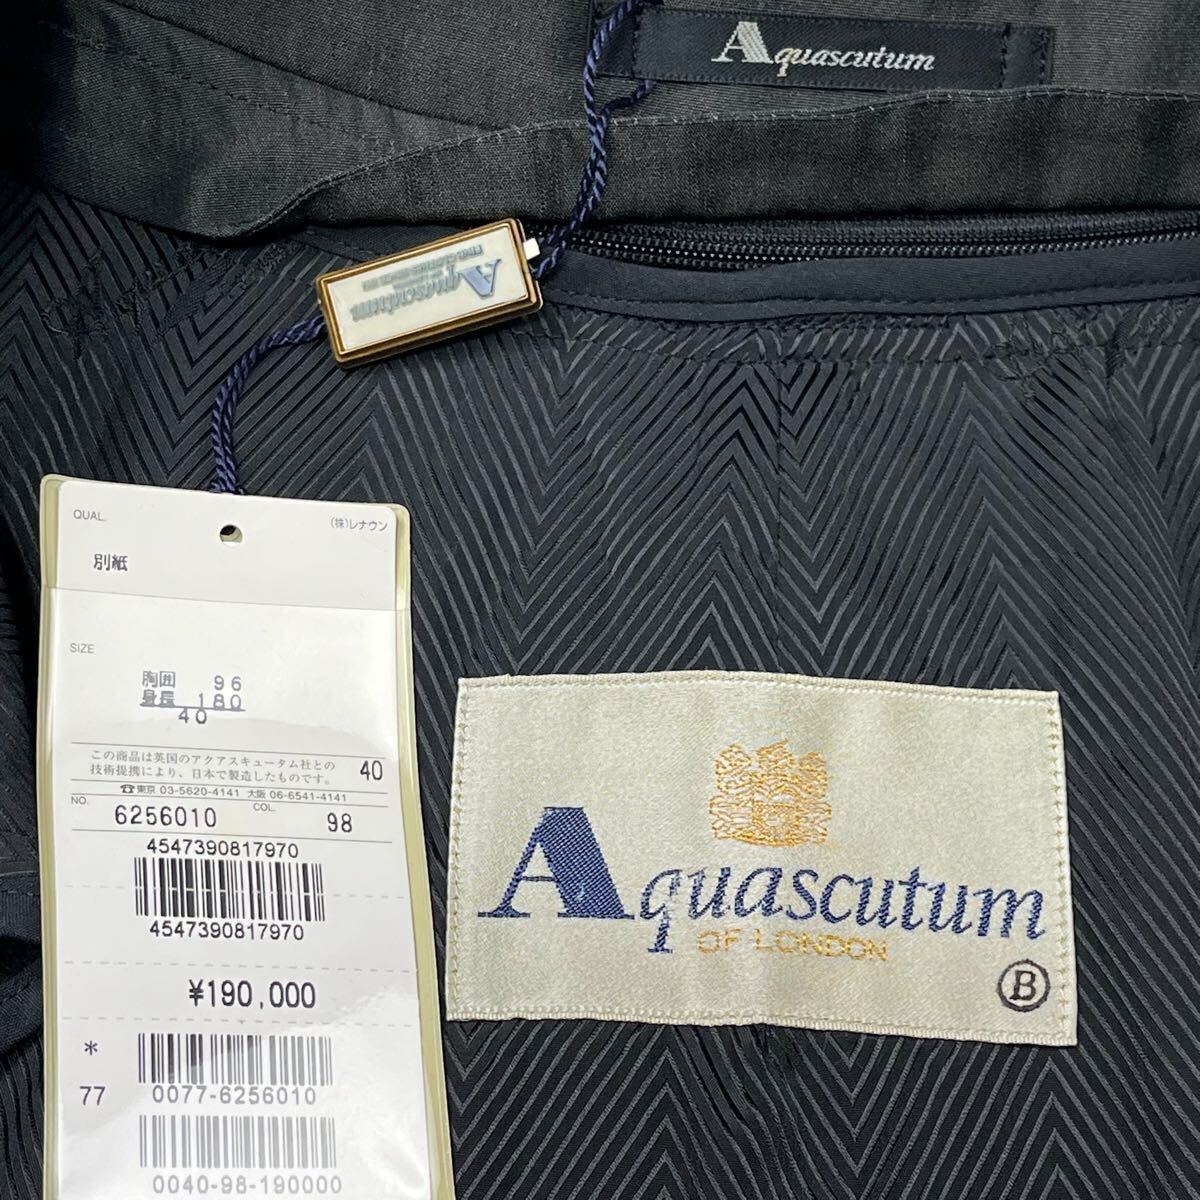 Aquascutum
Aquascutum
QUAL.
(株)レナウン
別紙
SIZE
胸囲 96
身長 180
40
この商品は英国のアクアスキュータム社との
技術提携により、日本で製造したものです。
40
☎東京 03-5620-4141 大阪 06-6541-4141
NO.
COL.
6256010
98
4547390817970
4547390817970
¥190,000
*
77
0077-6256010
0040-98-190000
Aquascutum
OF LONDON
B